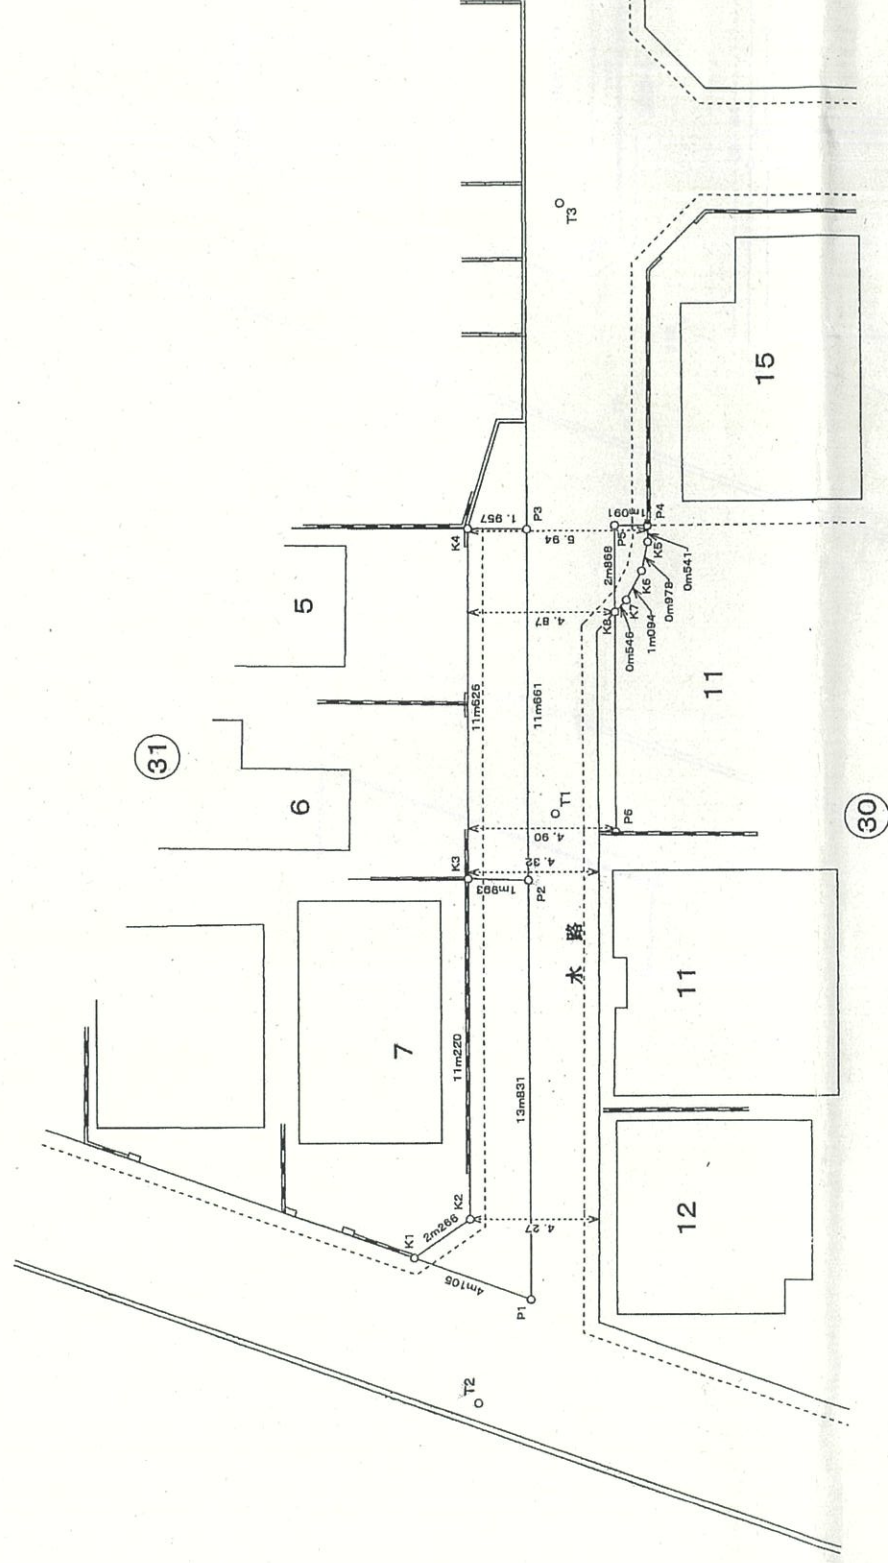 31
5
6
7
T3
15
K4
1.957
P3
5.94
1m091
P5
P4
K5
0m541
K6
0m978
K7
1m094
K8
0m546
2m868
4.87
11m626
11m661
11
T1
P6
4.90
4.32
K3
1m993
P2
水路
30
11
11m220
13m831
K2
2m266
K1
4m105
P1
4.27
12
T2